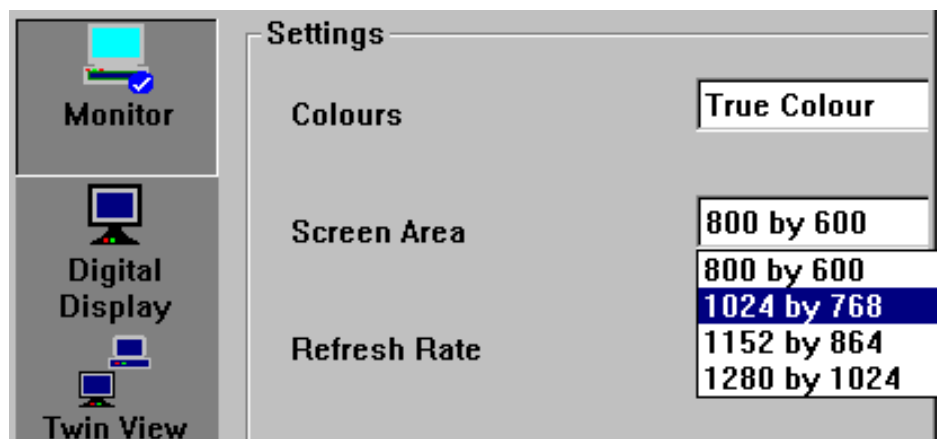 Monitor
Digital
Display
Twin View
Settings
Colours
True Colour
Screen Area
800 by 600
800 by 600
1024 by 768
1152 by 864
1280 by 1024
Refresh Rate